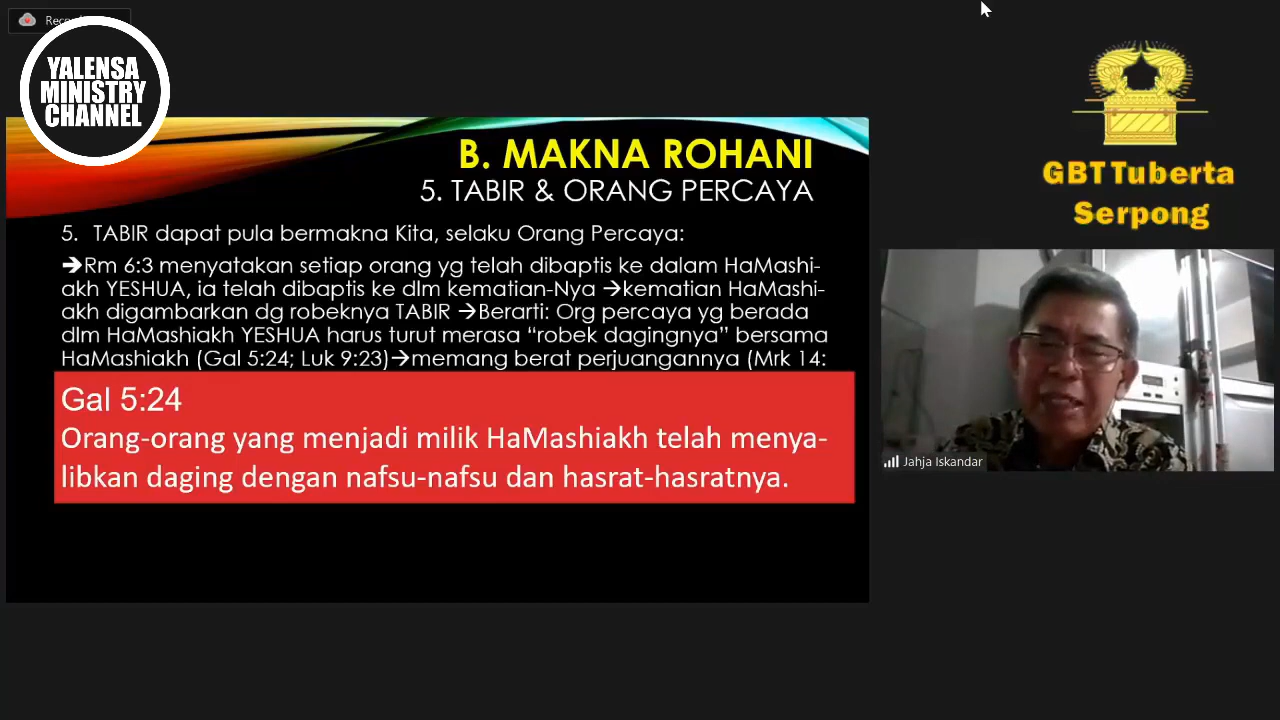 YALENSA
MINISTRY
CHANNEL
B. MAKNA ROHANI
5. TABIR & ORANG PERCAYA
5. TABIR dapat pula bermakna Kita, selaku Orang Percaya:
➔Rm 6:3 menyatakan setiap orang yg telah dibaptis ke dalam HaMashi-
akh YESHUA, ia telah dibaptis ke dlm kematian-Nya →kematian HaMashi-
akh digambarkan dg robeknya TABIR →Berarti: Org percaya yg berada
dlm HaMashiakh YESHUA harus turut merasa “robek dagingnya” bersama
HaMashiakh (Gal 5:24; Luk 9:23)→memang berat perjuangannya (Mrk 14:
Gal 5:24
Orang-orang yang menjadi milik HaMashiakh telah menya-
libkan daging dengan nafsu-nafsu dan hasrat-hasratnya.
GBT Tuberta
Serpong
Jahja Iskandar